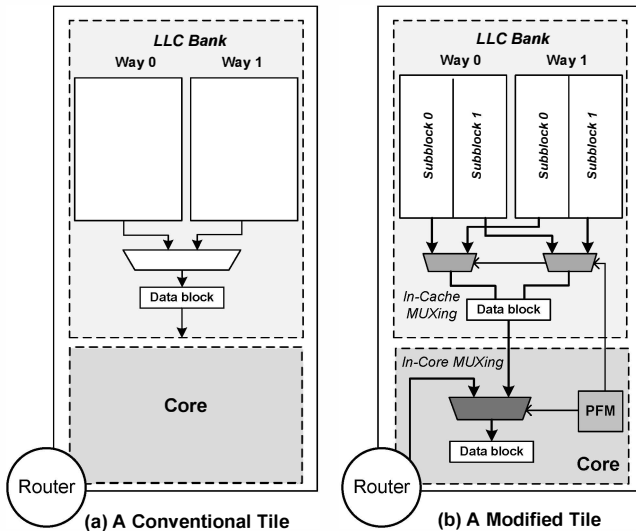 LLC Bank
Way 0 Way 1
Data block
Core
Router
(a) A Conventional Tile
LLC Bank
Way 0 Way 1
Subblock 0
Subblock 1
Subblock 0
Subblock 1
In-Cache
MUXing
Data block
In-Core MUXing
PFM
Data block
Core
Router
(b) A Modified Tile